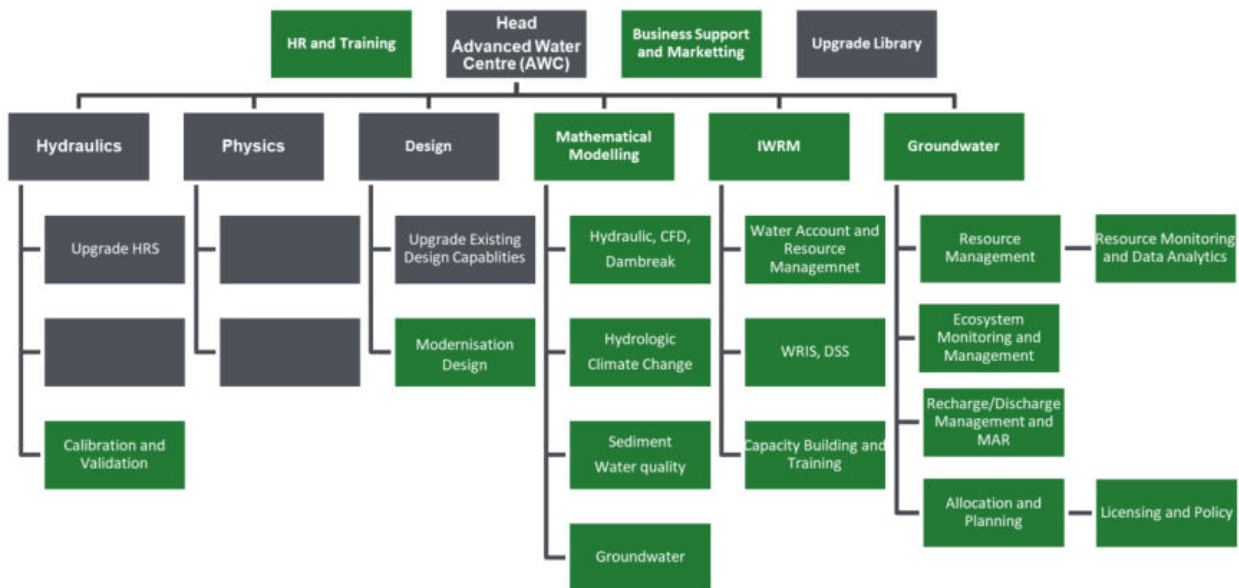 HR and Training
Head
Advanced Water
Centre (AWC)
Business Support
and Marketting
Upgrade Library
Hydraulics
Physics
Design
Mathematical
Modelling
IWRM
Groundwater
Upgrade HRS
Upgrade Existing
Design Capablities
Hydraulic, CFD,
Dambreak
Water Account and
Resource
Managemnet
Resource
Management
Resource Monitoring
and Data Analytics
Modernisation
Design
Hydrologic
Climate Change
WRIS, DSS
Ecosystem
Monitoring and
Management
Calibration and
Validation
Sediment
Water quality
Capacity Building and
Training
Recharge/Discharge
Management and
MAR
Groundwater
Allocation and
Planning
Licensing and Policy